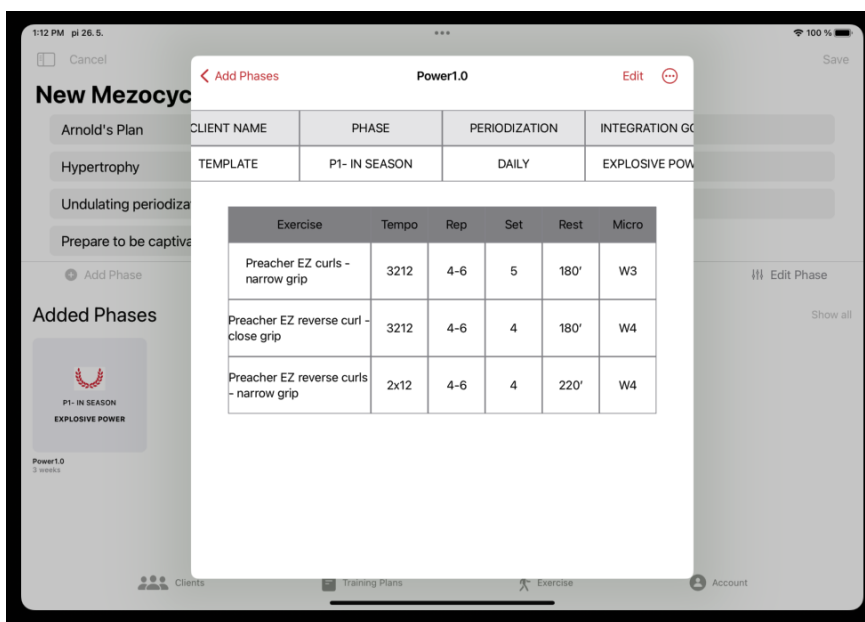 1:12 PM pi 26. 5.
100 %
Cancel
Save
Add Phases
Power1.0
Edit
New Mezocyc
Arnold's Plan
Hypertrophy
Undulating periodiza
Prepare to be captiva
CLIENT NAME PHASE PERIODIZATION INTEGRATION GO
TEMPLATE P1- IN SEASON DAILY EXPLOSIVE POW
Exercise Tempo Rep Set Rest Micro
Preacher EZ curls -
narrow grip
3212 4-6 5 180′ W3
Preacher EZ reverse curl -
close grip
3212 4-6 4 180′ W4
Preacher EZ reverse curls
- narrow grip
2x12 4-6 4 220′ W4
Add Phase
Edit Phase
Added Phases
Show all
P1- IN SEASON
EXPLOSIVE POWER
Power1.0
3 weeks
Clients
Training Plans
Exercise
Account